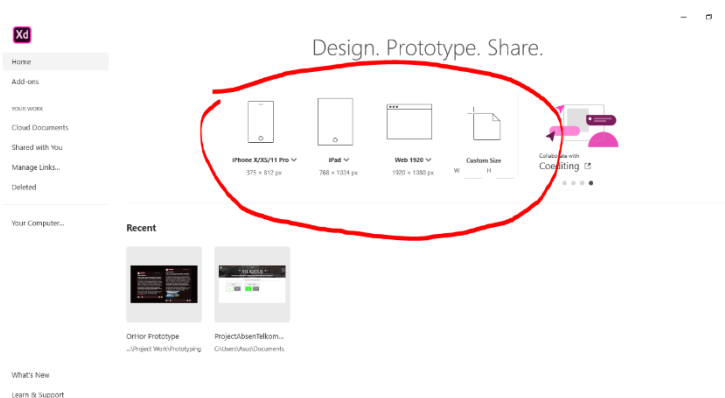 Xd
Design. Prototype. Share.
Home
Add-ons
YOUR WORK
Cloud Documents
Shared with You
Manage Links...
Deleted
Your Computer...
iPhone X/XS/11 Pro
375 × 812 px
iPad
768 × 1024 px
Web 1920
1920 × 1080 px
Custom Size
W H
Collaborate with
Coediting
Recent
OrHor Prototype
...\Project Work\Prototyping
ProjectAbsenTelkom...
C:\Users\Asus\Documents
What's New
Learn & Support